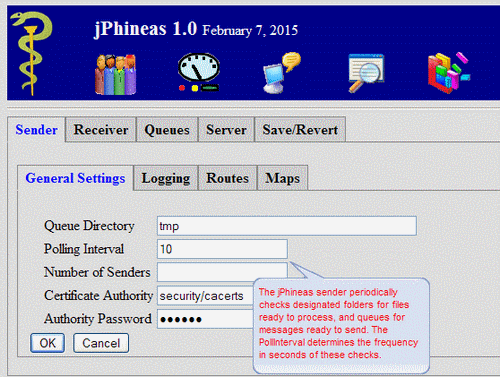 jPhineas 1.0 February 7, 2015
Sender Receiver Queues Server Save/Revert
General Settings Logging Routes Maps
Queue Directory tmp
Polling Interval 10
Number of Senders
Certificate Authority security/cacerts
Authority Password ●●●●●●
OK Cancel
The jPhineas sender periodically
checks designated folders for files
ready to process, and queues for
messages ready to send. The
PollInterval determines the frequency
in seconds of these checks.